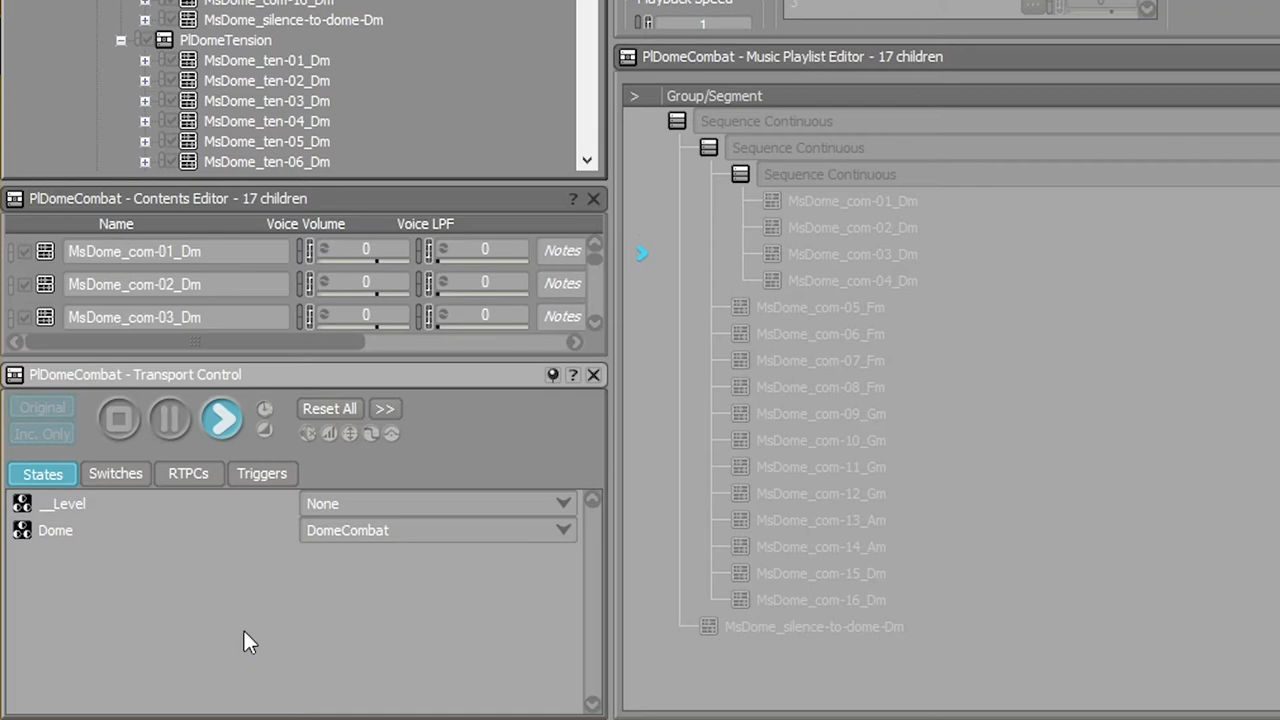 MsDome_com-16_Dm
MsDome_silence-to-dome-Dm
PlDomeTension
MsDome_ten-01_Dm
MsDome_ten-02_Dm
MsDome_ten-03_Dm
MsDome_ten-04_Dm
MsDome_ten-05_Dm
MsDome_ten-06_Dm
PlDomeCombat - Contents Editor - 17 children
?
Name Voice Volume Voice LPF
MsDome_com-01_Dm 0 0 Notes
MsDome_com-02_Dm 0 0 Notes
MsDome_com-03_Dm 0 0 Notes
PlDomeCombat - Transport Control
?
Original
Inc. Only
Reset All >>
States Switches RTPCs Triggers
__Level None
Dome DomeCombat
Playback Speed
1
3
PlDomeCombat - Music Playlist Editor - 17 children
> Group/Segment
Sequence Continuous
Sequence Continuous
Sequence Continuous
MsDome_com-01_Dm
MsDome_com-02_Dm
MsDome_com-03_Dm
MsDome_com-04_Dm
MsDome_com-05_Fm
MsDome_com-06_Fm
MsDome_com-07_Fm
MsDome_com-08_Fm
MsDome_com-09_Gm
MsDome_com-10_Gm
MsDome_com-11_Gm
MsDome_com-12_Gm
MsDome_com-13_Am
MsDome_com-14_Am
MsDome_com-15_Dm
MsDome_com-16_Dm
MsDome_silence-to-dome-Dm